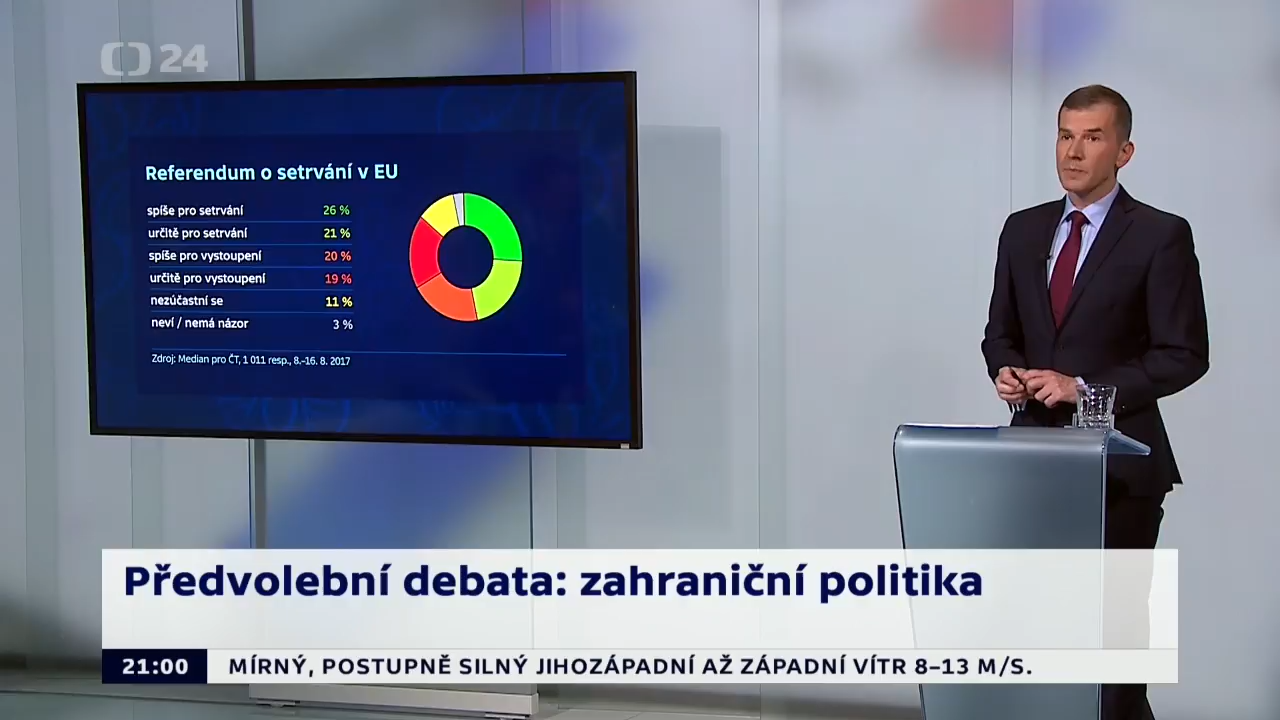 24
Referendum o setrvání v EU
spíše pro setrvání 26 %
určitě pro setrvání 21 %
spíše pro vystoupení 20 %
určitě pro vystoupení 19 %
nezúčastní se 11 %
neví / nemá názor 3 %
Zdroj: Median pro ČT, 1 011 resp., 8.–16. 8. 2017
Předvolební debata: zahraniční politika
21:00 MÍRNÝ, POSTUPNĚ SILNÝ JIHOZÁPADNÍ AŽ ZÁPADNÍ VÍTR 8–13 M/S.